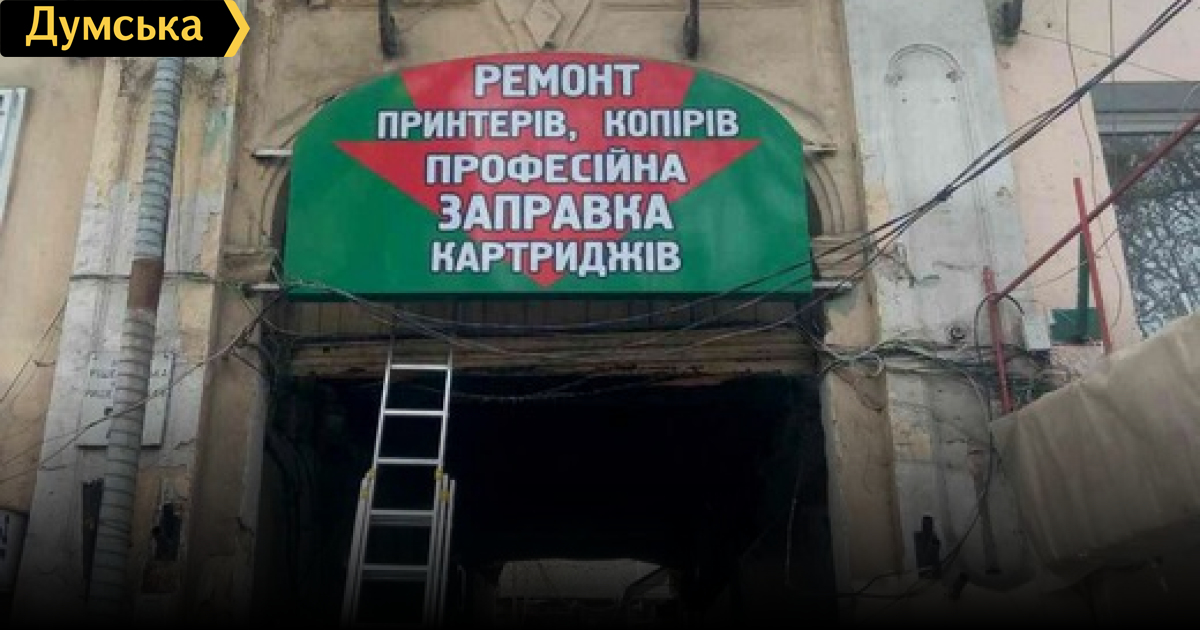 Думська
РЕМОНТ
ПРИНТЕРІВ, КОПІРІВ
ПРОФЕСІЙНА
ЗАПРАВКА
КАРТРИДЖІВ